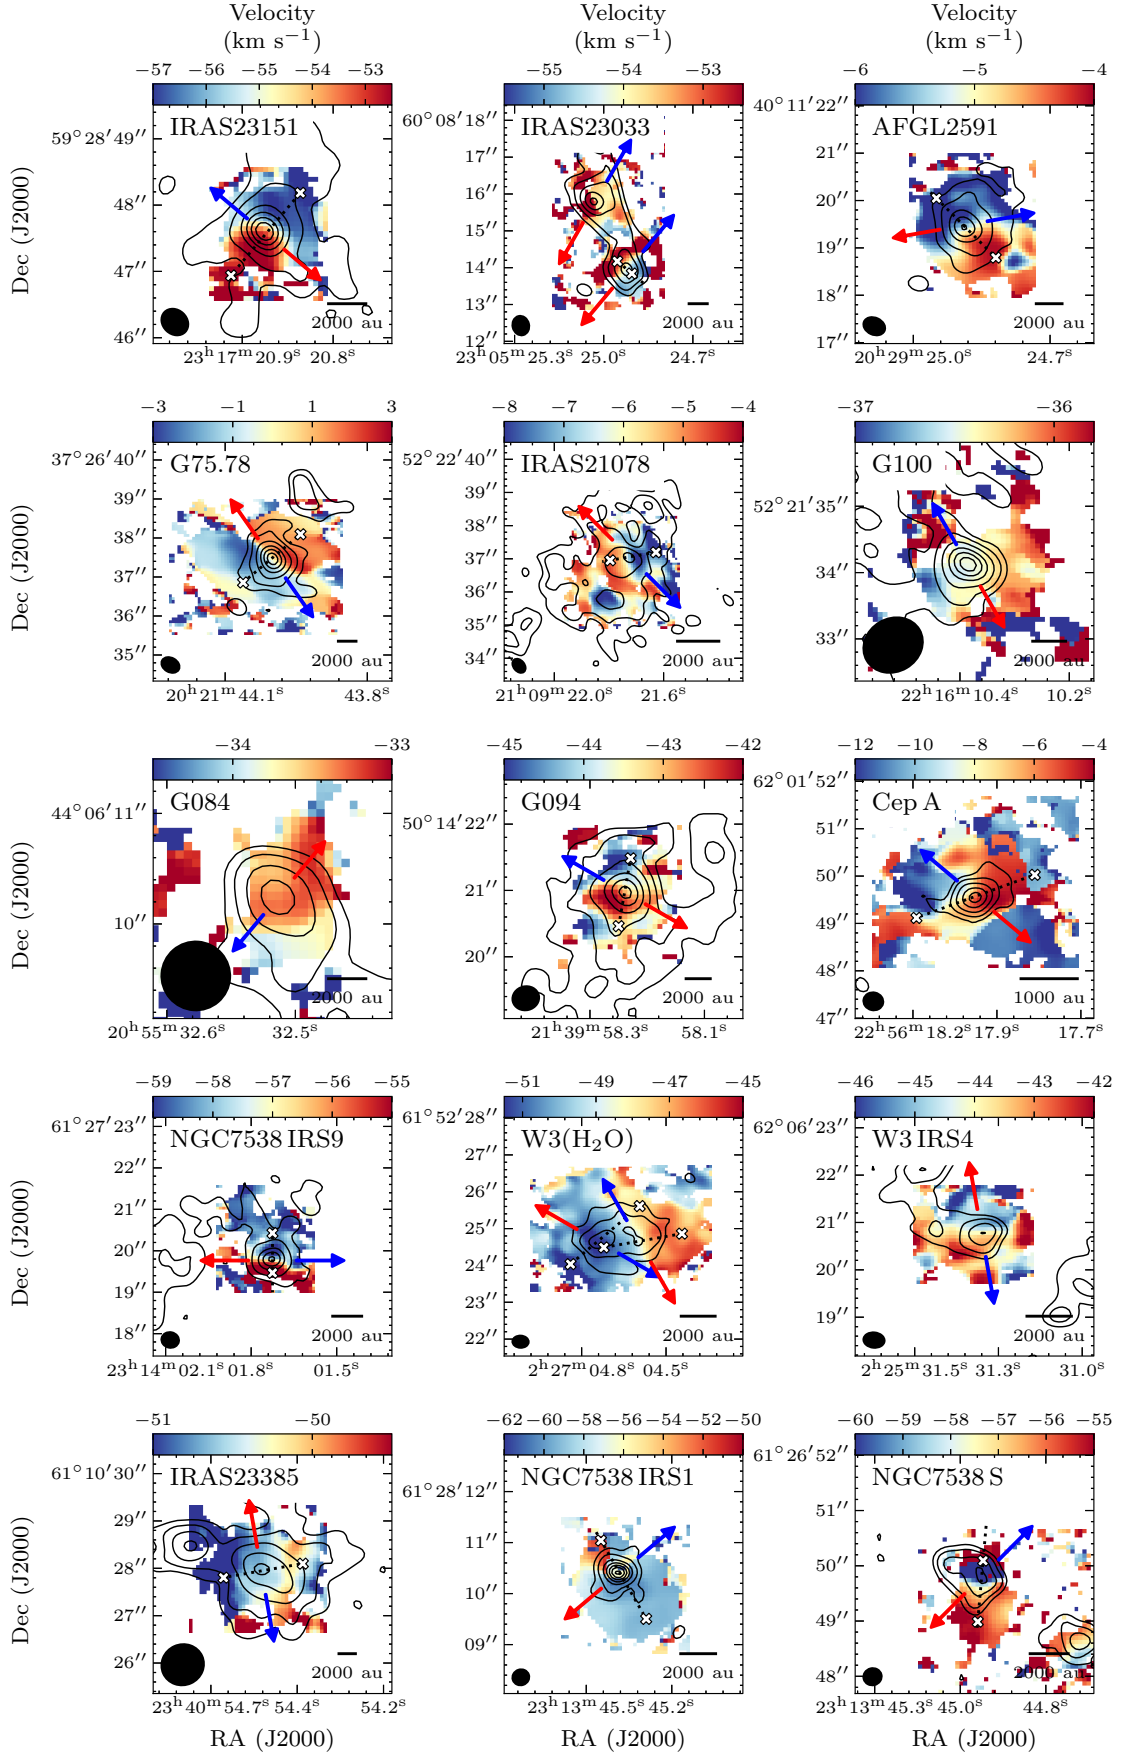 Velocity Velocity Velocity
(km s⁻¹) (km s⁻¹) (km s⁻¹)
−57 −56 −55 −54 −53 −55 −54 −53 −6 −5 −4
IRAS23151 IRAS23033 AFGL2591
59°28′49″ 48″ 47″ 46″
60°08′18″ 17″ 16″ 15″ 14″ 13″ 12″
40°11′22″ 21″ 20″ 19″ 18″ 17″
Dec (J2000)
2000 au 2000 au 2000 au
23ʰ17ᵐ20.9ˢ 20.8ˢ 23ʰ05ᵐ25.3ˢ 25.0ˢ 24.7ˢ 20ʰ29ᵐ25.0ˢ 24.7ˢ
−3 −1 1 3 −8 −7 −6 −5 −4 −37 −36
G75.78 IRAS21078 G100
37°26′40″ 39″ 38″ 37″ 36″ 35″
52°22′40″ 39″ 38″ 37″ 36″ 35″ 34″
52°21′35″ 34″ 33″
Dec (J2000)
2000 au 2000 au 2000 au
20ʰ21ᵐ44.1ˢ 43.8ˢ 21ʰ09ᵐ22.0ˢ 21.6ˢ 22ʰ16ᵐ10.4ˢ 10.2ˢ
−34 −33 −45 −44 −43 −42 −12 −10 −8 −6 −4
G084 G094 Cep A
44°06′11″ 10″
50°14′22″ 21″ 20″
62°01′52″ 51″ 50″ 49″ 48″ 47″
Dec (J2000)
2000 au 2000 au 1000 au
20ʰ55ᵐ32.6ˢ 32.5ˢ 21ʰ39ᵐ58.3ˢ 58.1ˢ 22ʰ56ᵐ18.2ˢ 17.9ˢ 17.7ˢ
−59 −58 −57 −56 −55 −51 −49 −48 −46 −45 −46 −45 −44 −43 −42
NGC7538 IRS9 W3(H₂O) W3 IRS4
61°27′23″ 22″ 21″ 20″ 19″ 18″
61°52′28″ 27″ 26″ 25″ 24″ 23″ 22″
62°06′23″ 22″ 21″ 20″ 19″
Dec (J2000)
2000 au 2000 au 2000 au
23ʰ14ᵐ02.1ˢ 01.8ˢ 01.5ˢ 2ʰ27ᵐ04.8ˢ 04.5ˢ 2ʰ25ᵐ31.5ˢ 31.3ˢ 31.0ˢ
−51 −50 −62 −60 −58 −56 −54 −52 −50 −60 −59 −58 −57 −56 −55
IRAS23385 NGC7538 IRS1 NGC7538 S
61°10′30″ 29″ 28″ 27″ 26″
61°28′12″ 11″ 10″ 09″
61°26′52″ 51″ 50″ 49″ 48″
Dec (J2000)
2000 au 2000 au 2000 au
23ʰ40ᵐ54.7ˢ 54.4ˢ 54.2ˢ 23ʰ13ᵐ45.5ˢ 45.2ˢ 23ʰ13ᵐ45.3ˢ 45.0ˢ 44.8ˢ
RA (J2000) RA (J2000) RA (J2000)